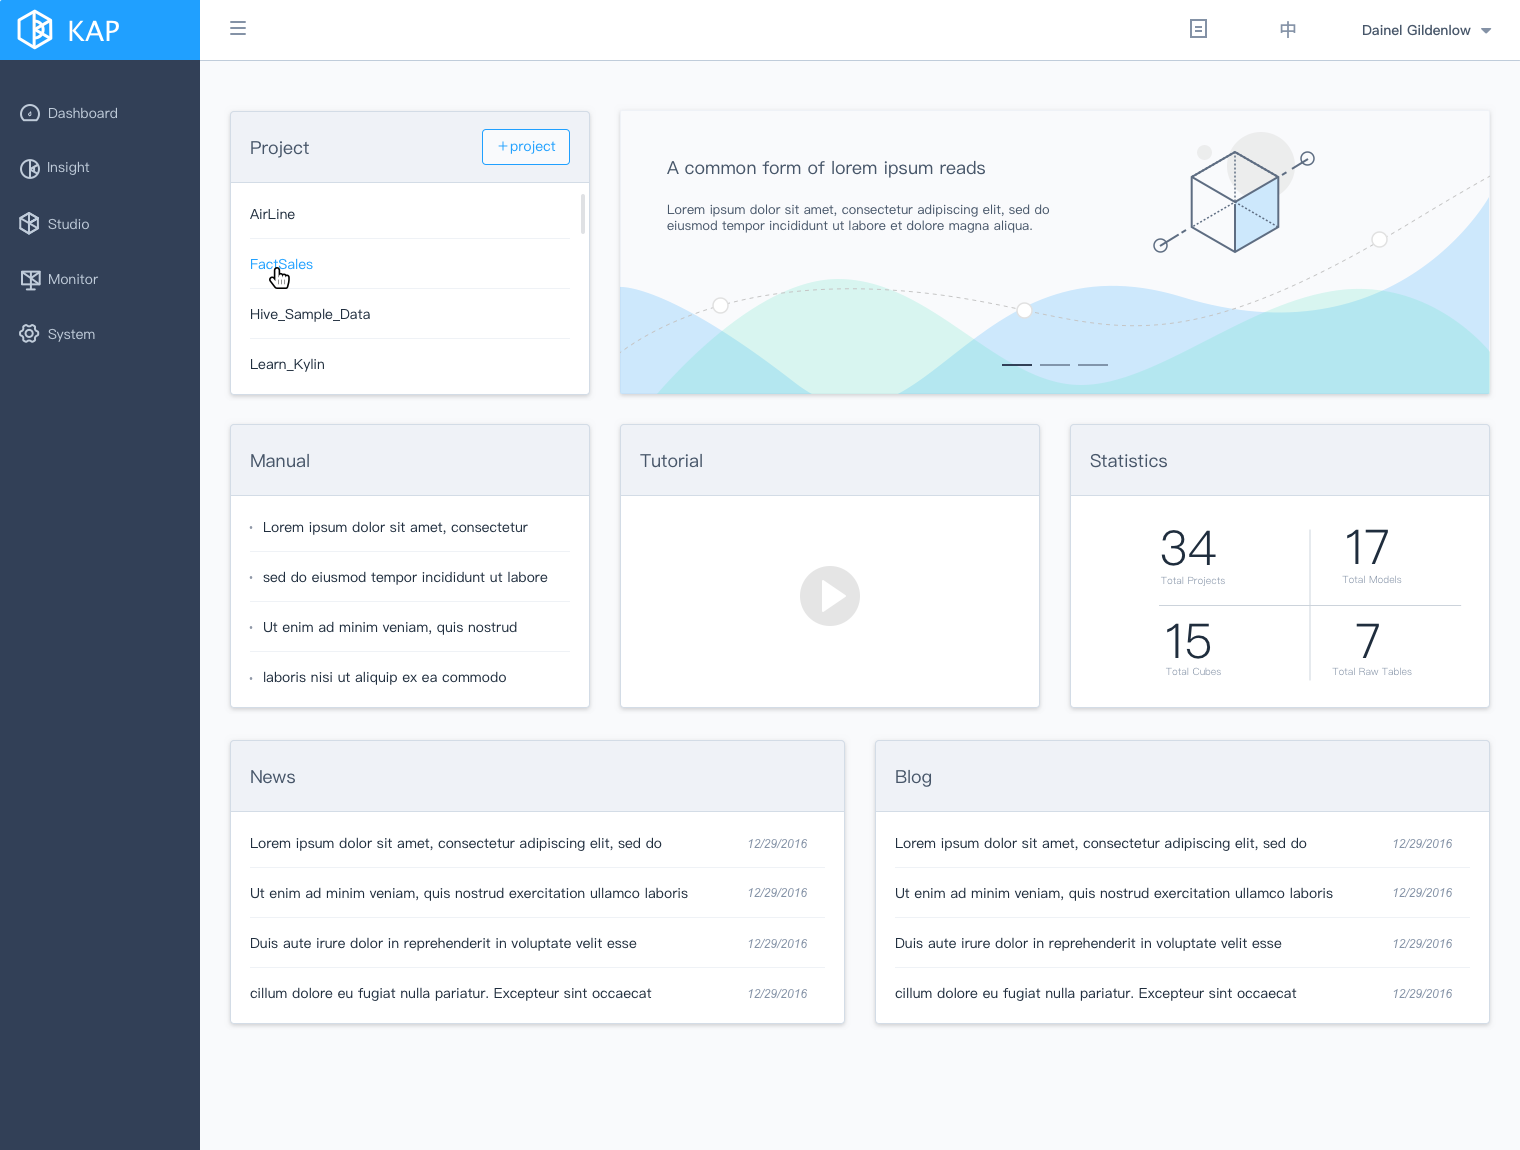 KAP
中
Dainel Gildenlow
Dashboard
Insight
Studio
Monitor
System
Project
+project
AirLine
FactSales
Hive_Sample_Data
Learn_Kylin
A common form of lorem ipsum reads
Lorem ipsum dolor sit amet, consectetur adipiscing elit, sed do
eiusmod tempor incididunt ut labore et dolore magna aliqua.
Manual
Lorem ipsum dolor sit amet, consectetur
sed do eiusmod tempor incididunt ut labore
Ut enim ad minim veniam, quis nostrud
laboris nisi ut aliquip ex ea commodo
Tutorial
Statistics
34
Total Projects
17
Total Models
15
Total Cubes
7
Total Raw Tables
News
Lorem ipsum dolor sit amet, consectetur adipiscing elit, sed do 12/29/2016
Ut enim ad minim veniam, quis nostrud exercitation ullamco laboris 12/29/2016
Duis aute irure dolor in reprehenderit in voluptate velit esse 12/29/2016
cillum dolore eu fugiat nulla pariatur. Excepteur sint occaecat 12/29/2016
Blog
Lorem ipsum dolor sit amet, consectetur adipiscing elit, sed do 12/29/2016
Ut enim ad minim veniam, quis nostrud exercitation ullamco laboris 12/29/2016
Duis aute irure dolor in reprehenderit in voluptate velit esse 12/29/2016
cillum dolore eu fugiat nulla pariatur. Excepteur sint occaecat 12/29/2016